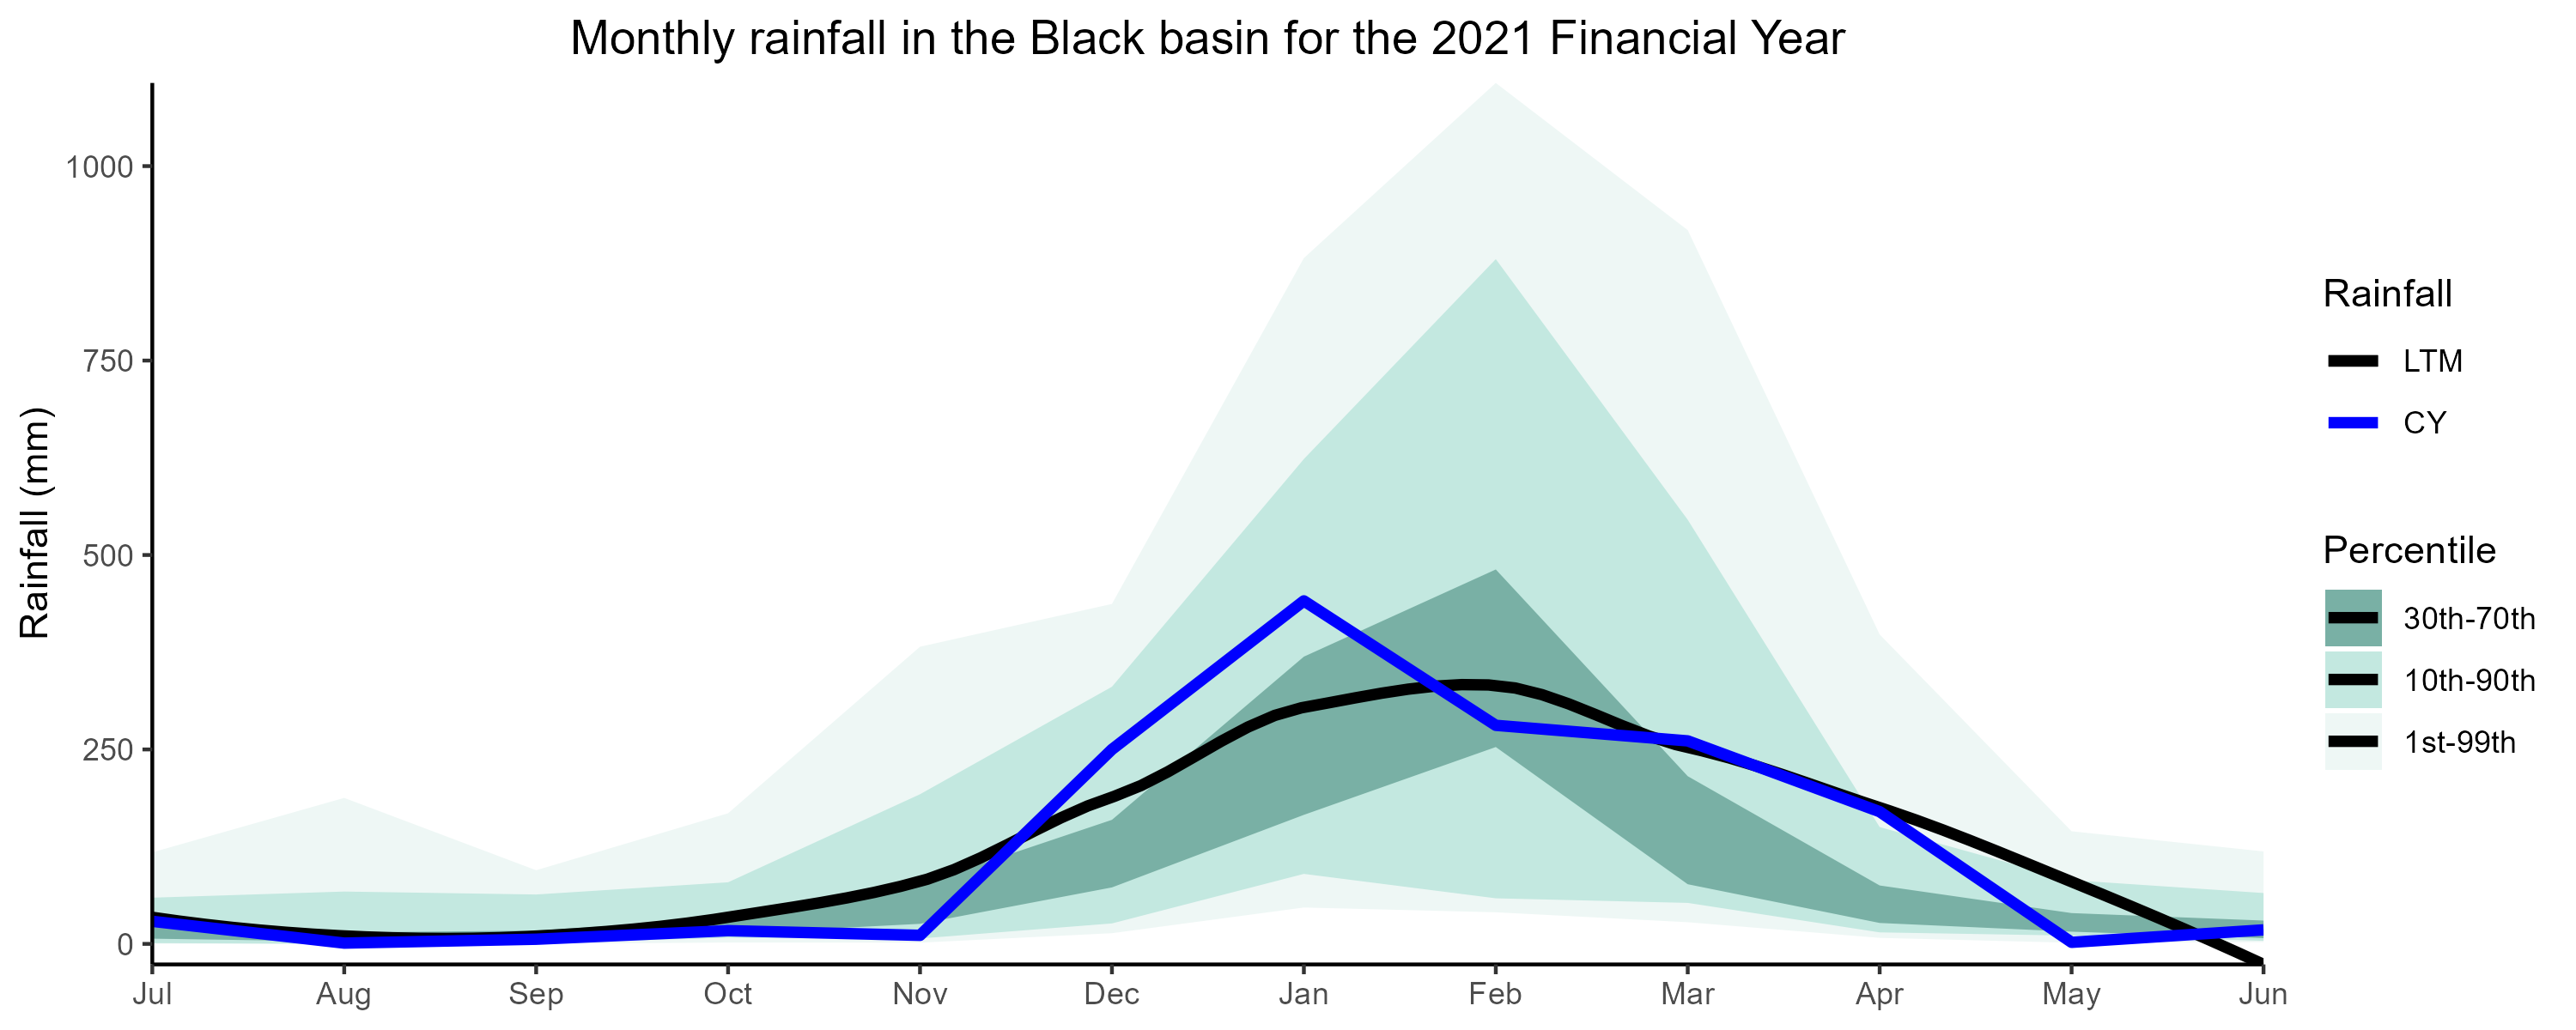 Monthly rainfall in the Black basin for the 2021 Financial Year
Rainfall (mm)
1000
750
500
250
0
Jul Aug Sep Oct Nov Dec Jan Feb Mar Apr May Jun
Rainfall
LTM
CY
Percentile
30th-70th
10th-90th
1st-99th